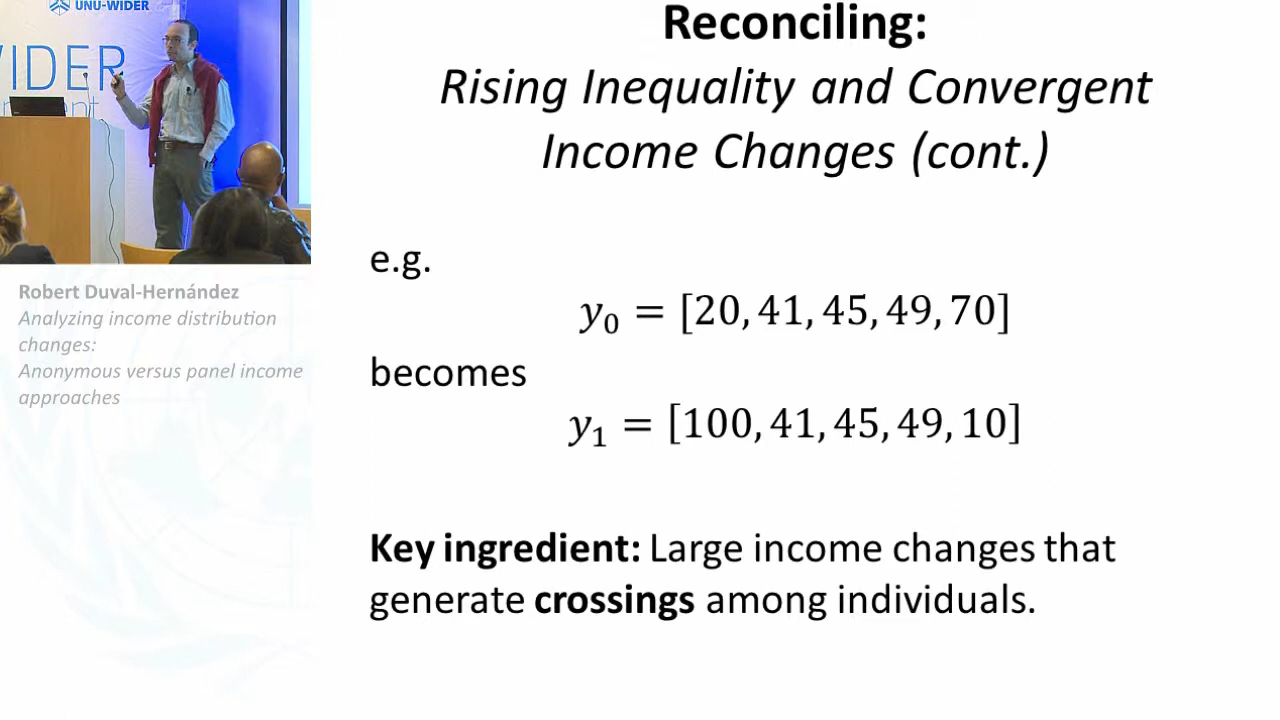 UNU-WIDER
IDER
Reconciling:
Rising Inequality and Convergent
Income Changes (cont.)
e.g.
y₀ = [20, 41, 45, 49, 70]
becomes
y₁ = [100, 41, 45, 49, 10]
Key ingredient: Large income changes that
generate crossings among individuals.
Robert Duval-Hernández
Analyzing income distribution
changes:
Anonymous versus panel income
approaches